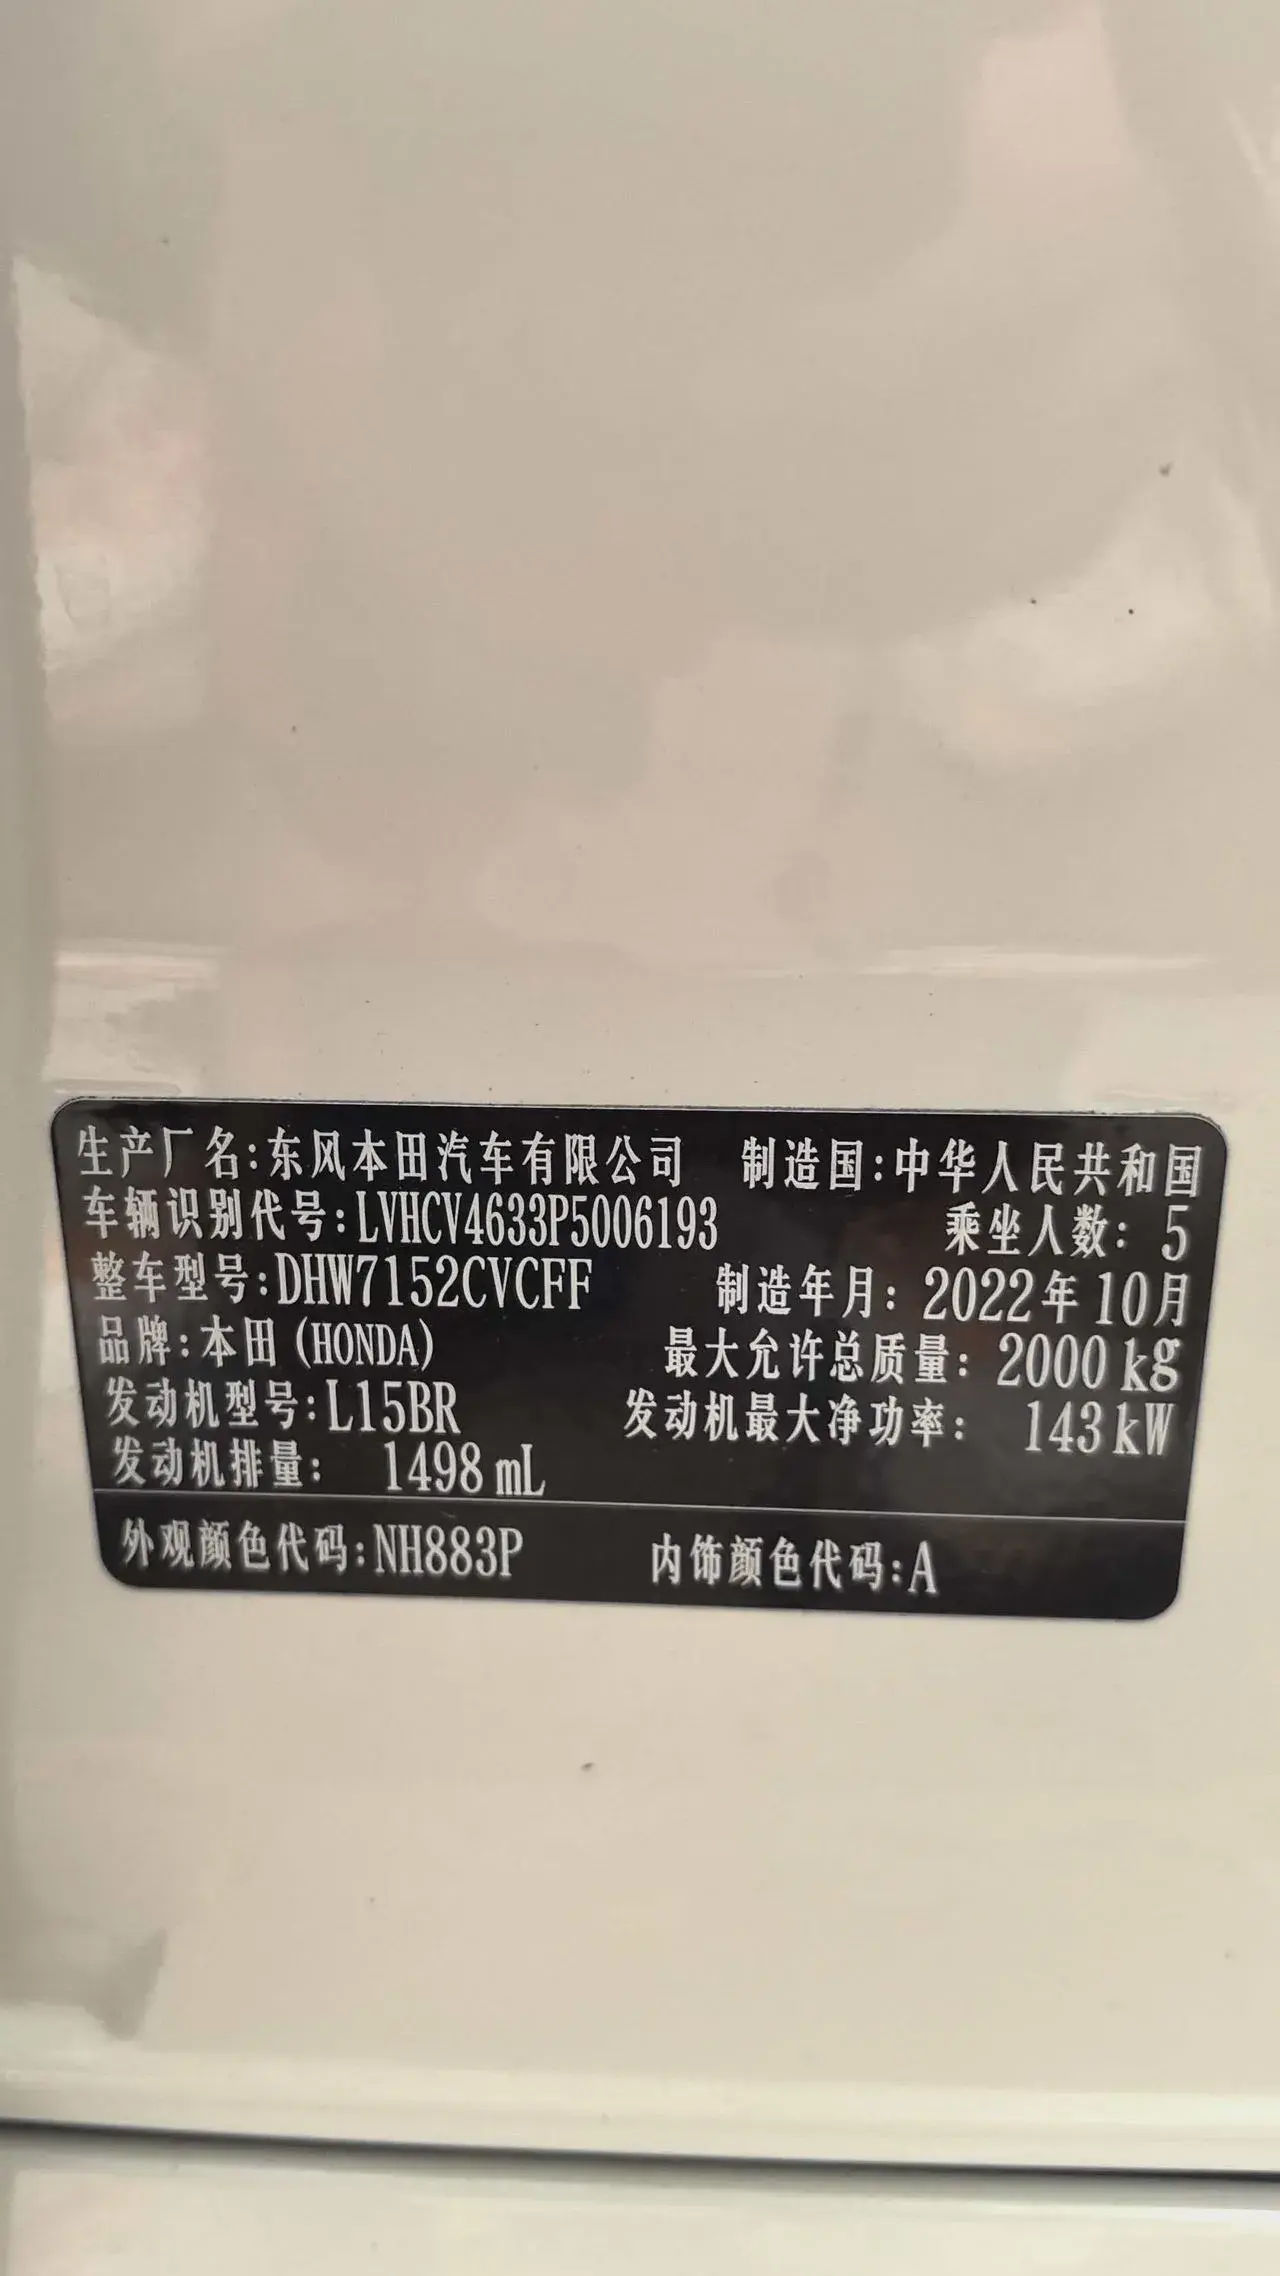 生产厂名:东风本田汽车有限公司 制造国:中华人民共和国
车辆识别代号:LVHCV4633P5006193 乘坐人数: 5
整车型号:DHW7152CVCFF 制造年月: 2022年10月
品牌:本田(HONDA) 最大允许总质量: 2000 kg
发动机型号:L15BR 发动机最大净功率: 143 kW
发动机排量: 1498 mL
外观颜色代码:NH883P 内饰颜色代码:A